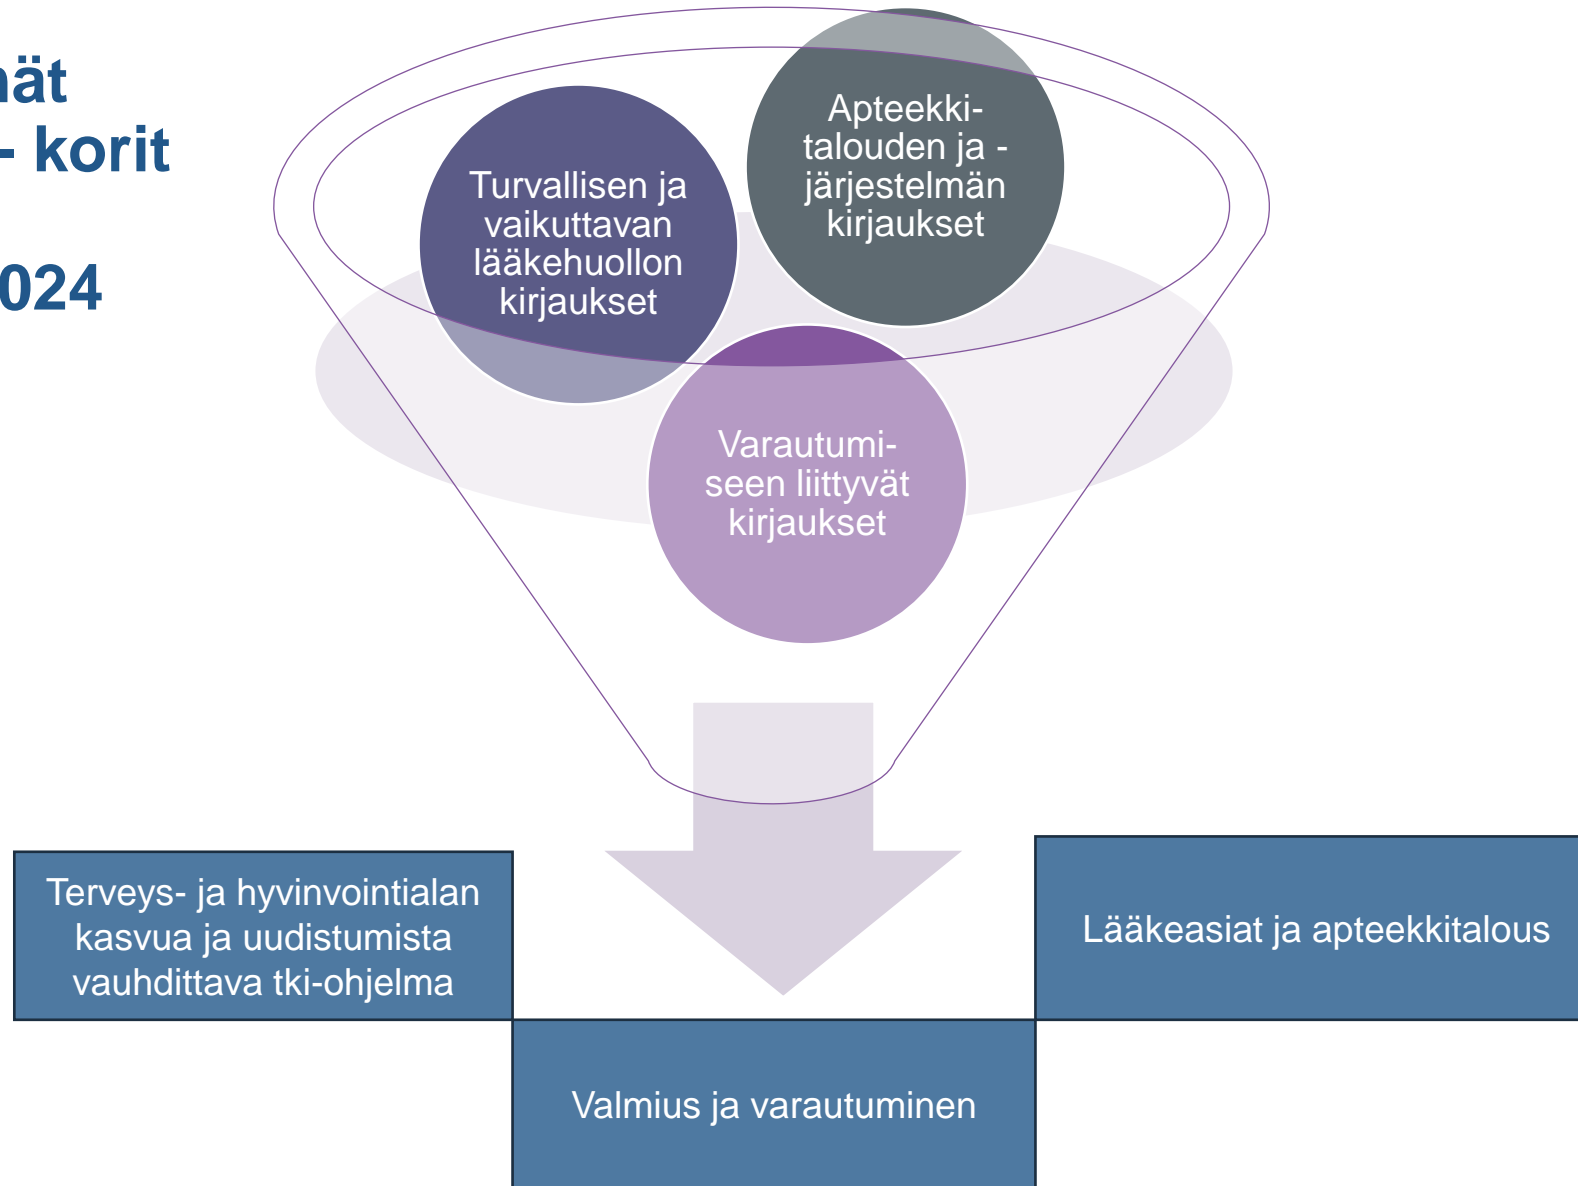 nät
- korit
024
Turvallisen ja
vaikuttavan
lääkehuollon
kirjaukset
Apteekki-
talouden ja -
järjestelmän
kirjaukset
Varautumi-
seen liittyvät
kirjaukset
Terveys- ja hyvinvointialan
kasvua ja uudistumista
vauhdittava tki-ohjelma
Valmius ja varautuminen
Lääkeasiat ja apteekkitalous